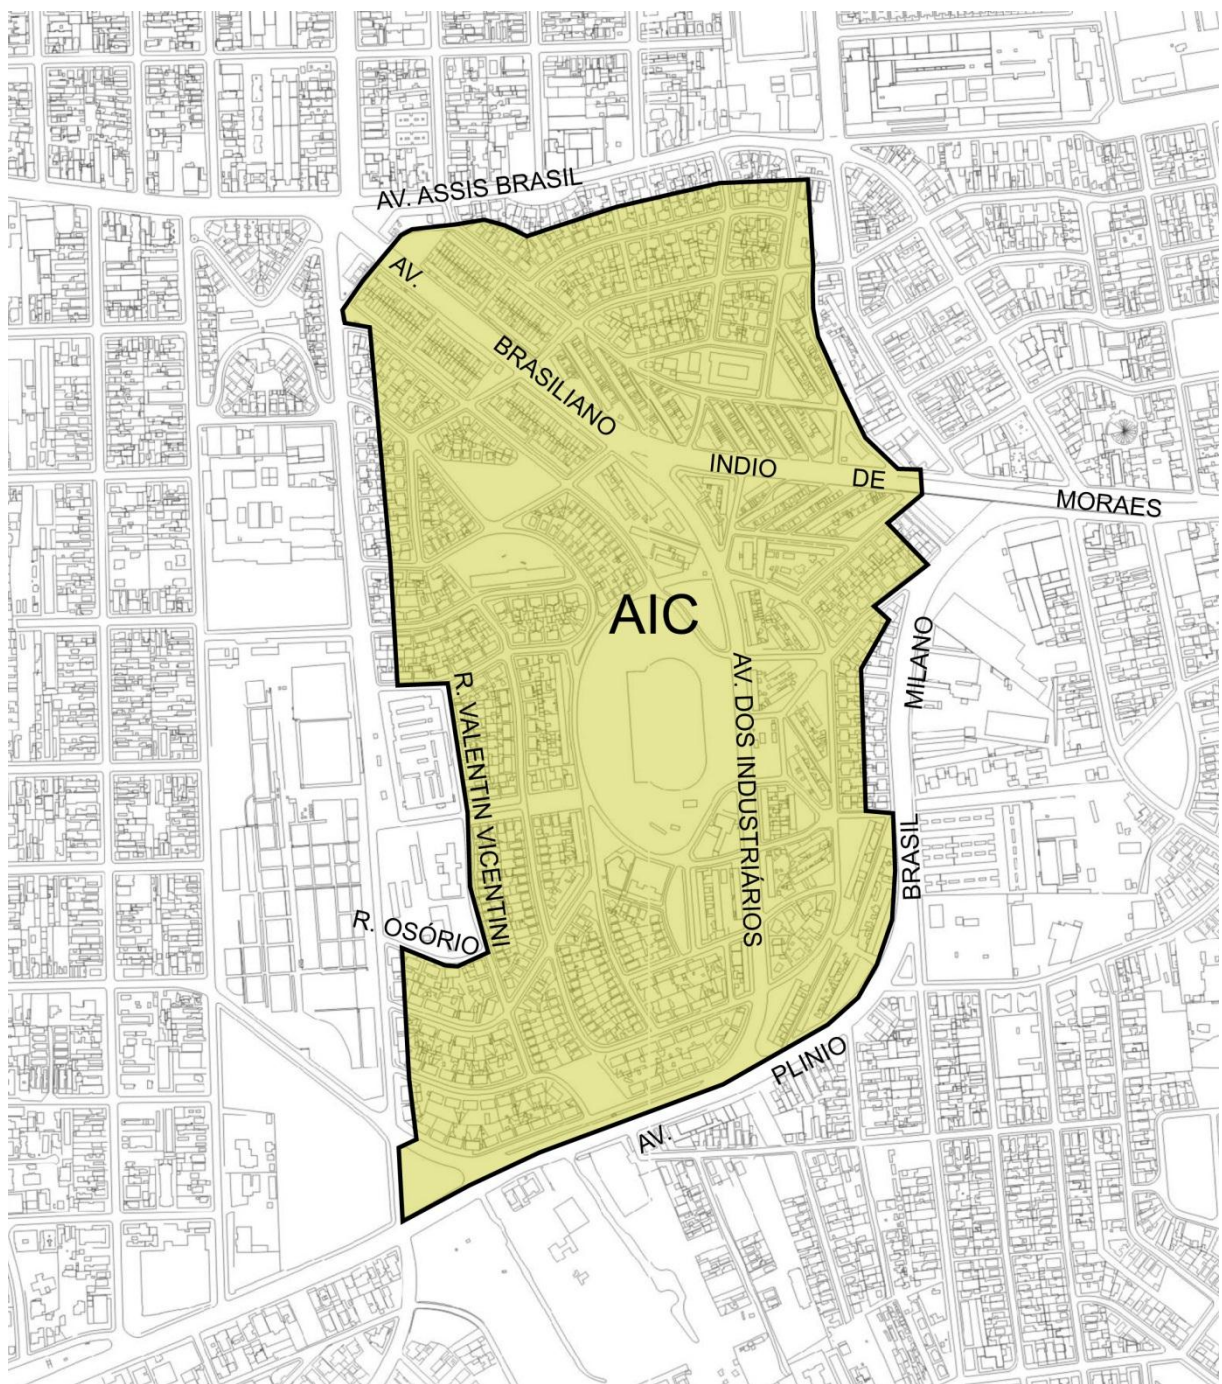 AV. ASSIS BRASIL
AV.
BRASILIANO
INDIO
DE
MORAES
AIC
MILANO
R. VALENTIN VICENTINI
AV. DOS INDUSTRIÁRIOS
BRASIL
R. OSÓRIO
PLINIO
AV.